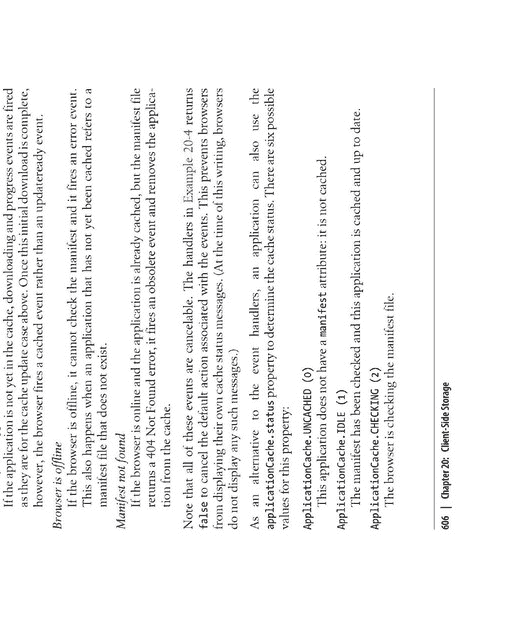 If the application is not yet in the cache, downloading and progress events are fired
as they are for the cache update case above. Once this initial download is complete,
however, the browser fires a cached event rather than an updateready event.
Browser is offline
If the browser is offline, it cannot check the manifest and it fires an error event.
This also happens when an application that has not yet been cached refers to a
manifest file that does not exist.
Manifest not found
If the browser is online and the application is already cached, but the manifest file
returns a 404 Not Found error, it fires an obsolete event and removes the applica-
tion from the cache.
Note that all of these events are cancelable. The handlers in Example 20-4 returns
false to cancel the default action associated with the events. This prevents browsers
from displaying their own cache status messages. (At the time of this writing, browsers
do not display any such messages.)
As an alternative to the event handlers, an application can also use the
applicationCache.status property to determine the cache status. There are six possible
values for this property:
ApplicationCache.UNCACHED (0)
This application does not have a manifest attribute: it is not cached.
ApplicationCache.IDLE (1)
The manifest has been checked and this application is cached and up to date.
ApplicationCache.CHECKING (2)
The browser is checking the manifest file.
606 | Chapter 20: Client-Side Storage